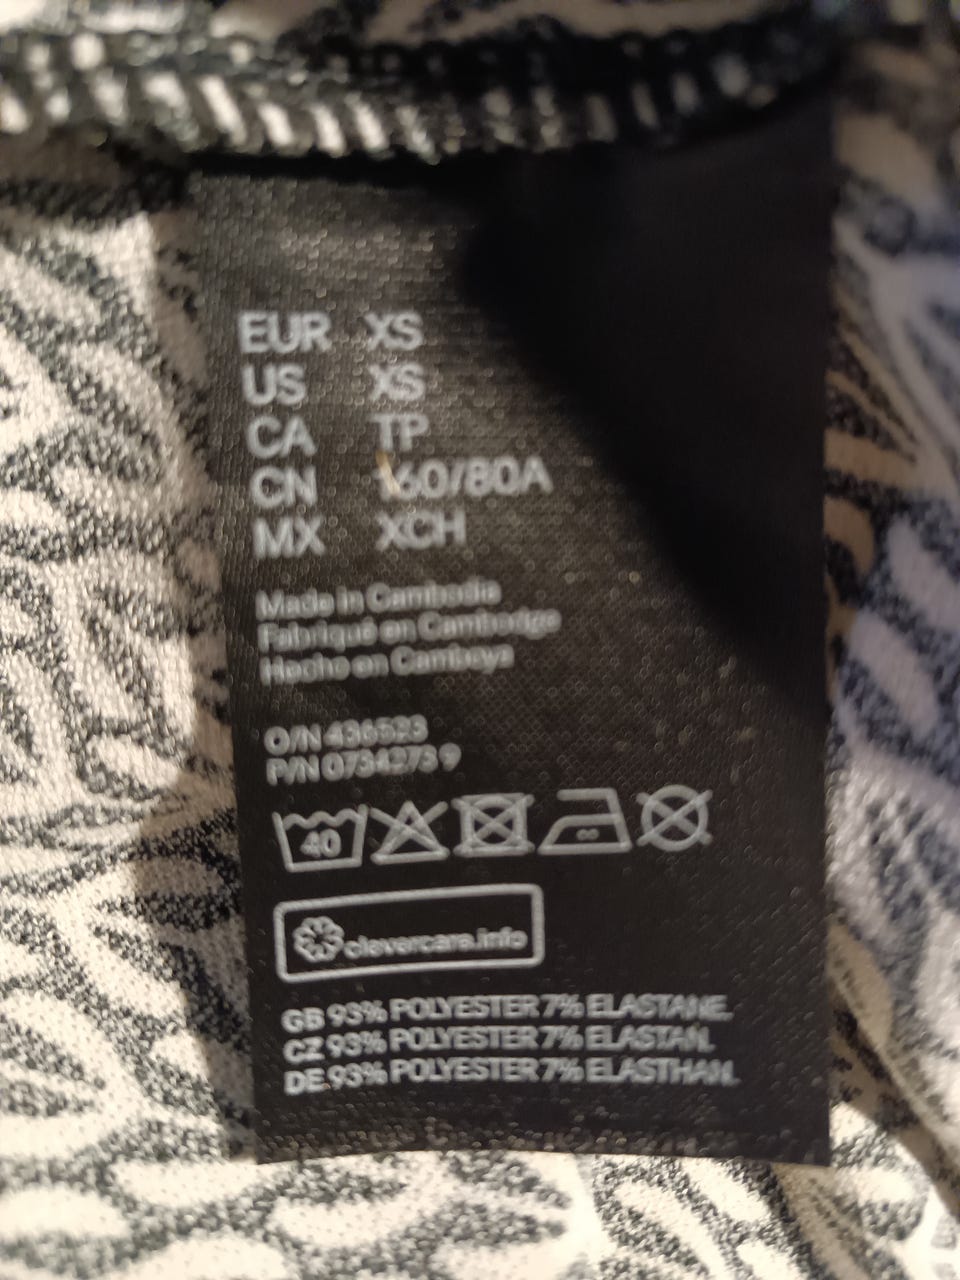 EUR XS
US XS
CA TP
CN 160/80A
MX XCH
Made in Cambodia
Fabriqué en Cambodge
Hecho en Camboya
O/N 436523
P/N 0734273 9
40
clevercare.info
GB 93% POLYESTER 7% ELASTANE.
CZ 93% POLYESTER 7% ELASTAN.
DE 93% POLYESTER 7% ELASTHAN.